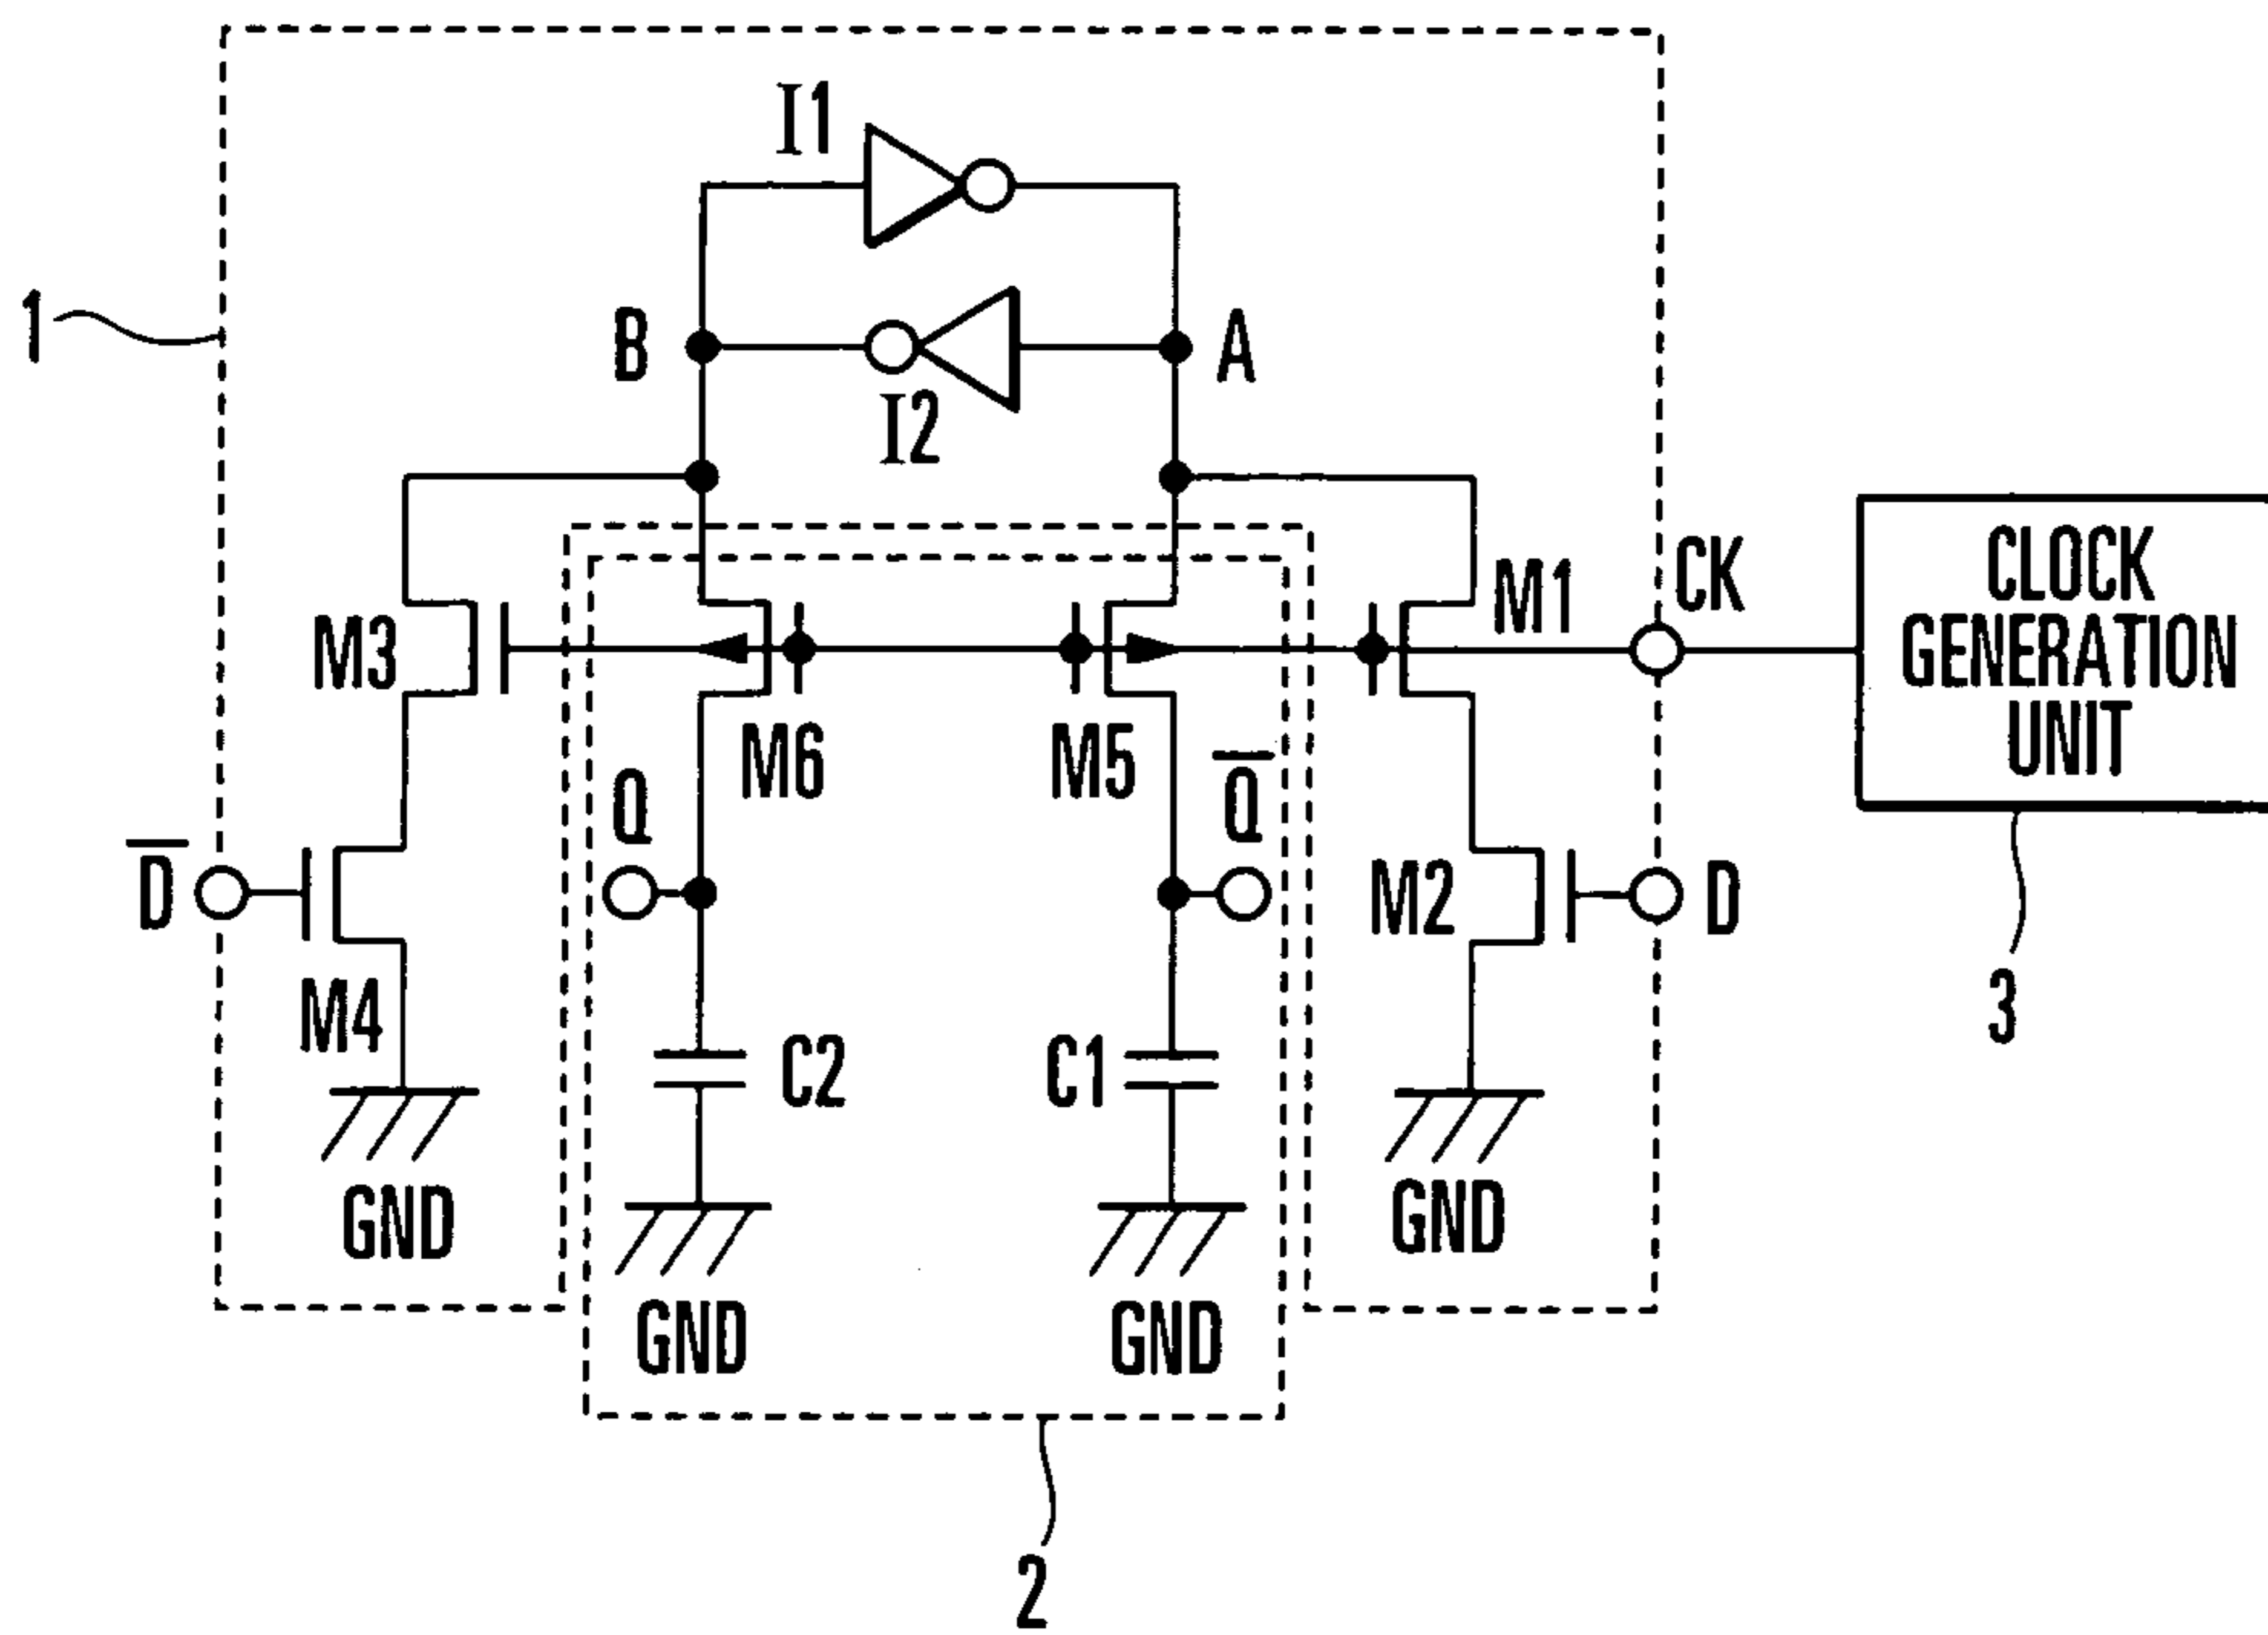 I1
1
B
A
I2
M3
M1
CK
CLOCK
GENERATION
UNIT
M6
M5
Q
Q̅
D̅
M2
D
M4
3
C2
C1
GND
GND
GND
GND
2